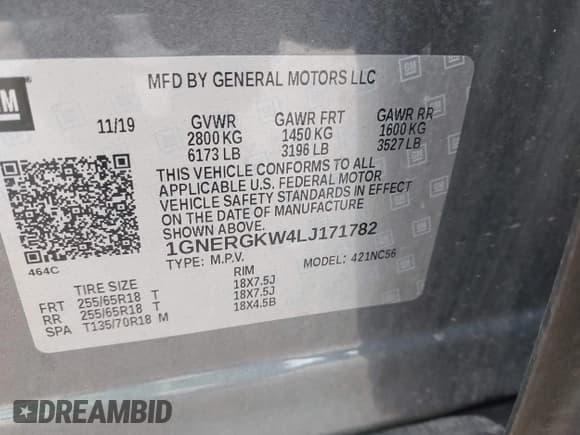 GM
MFD BY GENERAL MOTORS LLC
11/19 GVWR GAWR FRT GAWR RR
2800 KG 1450 KG 1600 KG
6173 LB 3196 LB 3527 LB
THIS VEHICLE CONFORMS TO ALL
APPLICABLE U.S. FEDERAL MOTOR
VEHICLE SAFETY STANDARDS IN EFFECT
ON THE DATE OF MANUFACTURE
1GNERGKW4LJ171782
464C TYPE: M.P.V. MODEL: 421NC56
TIRE SIZE RIM
FRT 255/65R18 T 18X7.5J
RR 255/65R18 T 18X7.5J
SPA T135/70R18 M 18X4.5B
DREAMBID